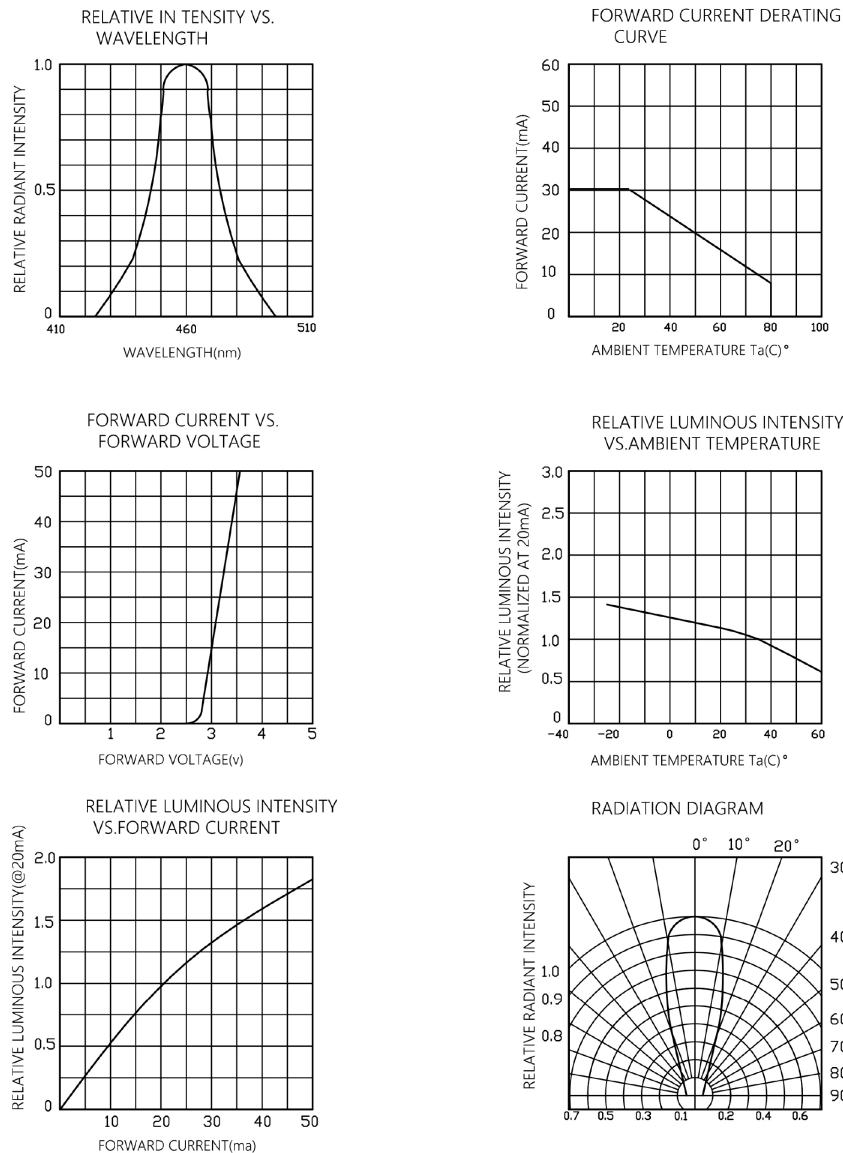 RELATIVE IN TENSITY VS.
WAVELENGTH
RELATIVE RADIANT INTENSITY
1.0
0.5
0
410 460 510
WAVELENGTH(nm)
FORWARD CURRENT DERATING
CURVE
FORWARD CURRENT(mA)
60
50
40
30
20
10
0
20 40 60 80 100
AMBIENT TEMPERATURE Ta(C)°
FORWARD CURRENT VS.
FORWARD VOLTAGE
FORWARD CURRENT(mA)
50
40
30
20
10
0
1 2 3 4 5
FORWARD VOLTAGE(v)
RELATIVE LUMINOUS INTENSITY
VS.AMBIENT TEMPERATURE
RELATIVE LUMINOUS INTENSITY
(NORMALIZED AT 20mA)
3.0
2.5
2.0
1.5
1.0
0.5
0
-40 -20 0 20 40 60
AMBIENT TEMPERATURE Ta(C)°
RELATIVE LUMINOUS INTENSITY
VS.FORWARD CURRENT
RELATIVE LUMINOUS INTENSITY(@20mA)
2.0
1.5
1.0
0.5
0
10 20 30 40 50
FORWARD CURRENT(ma)
RADIATION DIAGRAM
0° 10° 20°
30
40
50
60
70
80
90
RELATIVE RADIANT INTENSITY
1.0
0.9
0.8
0.7 0.5 0.3 0.1 0.2 0.4 0.6